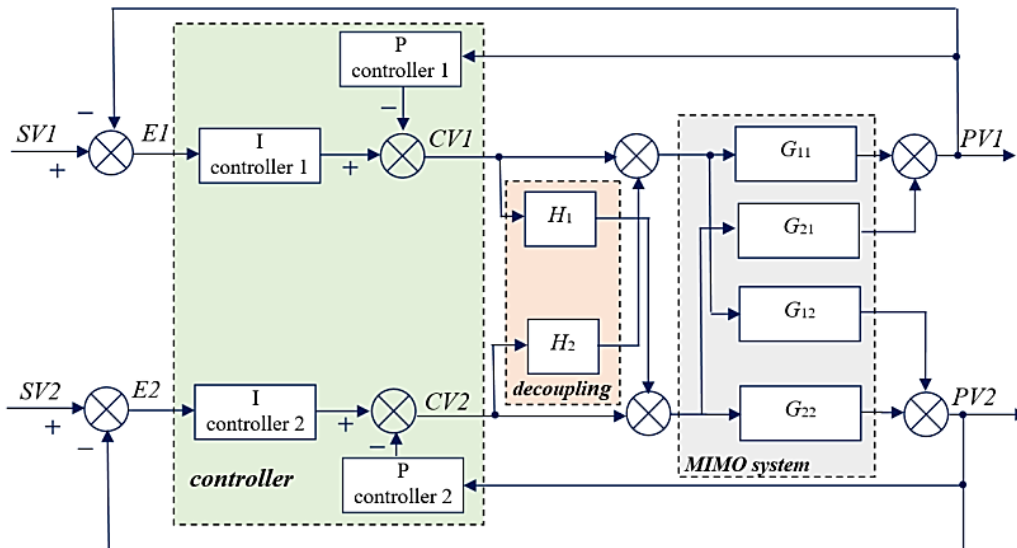 P
controller 1
−
−
SV1
E1
I
controller 1
+
CV1
+
G11
PV1
H1
G21
G12
H2
decoupling
SV2
E2
I
controller 2
+
CV2
+
−
−
G22
PV2
MIMO system
controller
P
controller 2